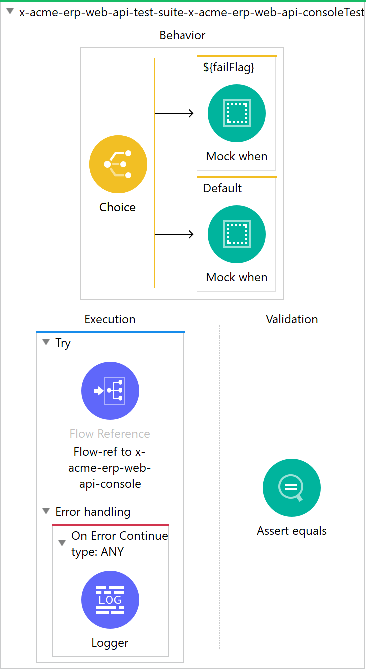 x-acme-erp-web-api-test-suite-x-acme-erp-web-api-consoleTest
Behavior
Choice
${failFlag}
Mock when
Default
Mock when
Execution
Try
Flow Reference
Flow-ref to x-
acme-erp-web-
api-console
Error handling
On Error Continue
type: ANY
LOG
Logger
Validation
Assert equals